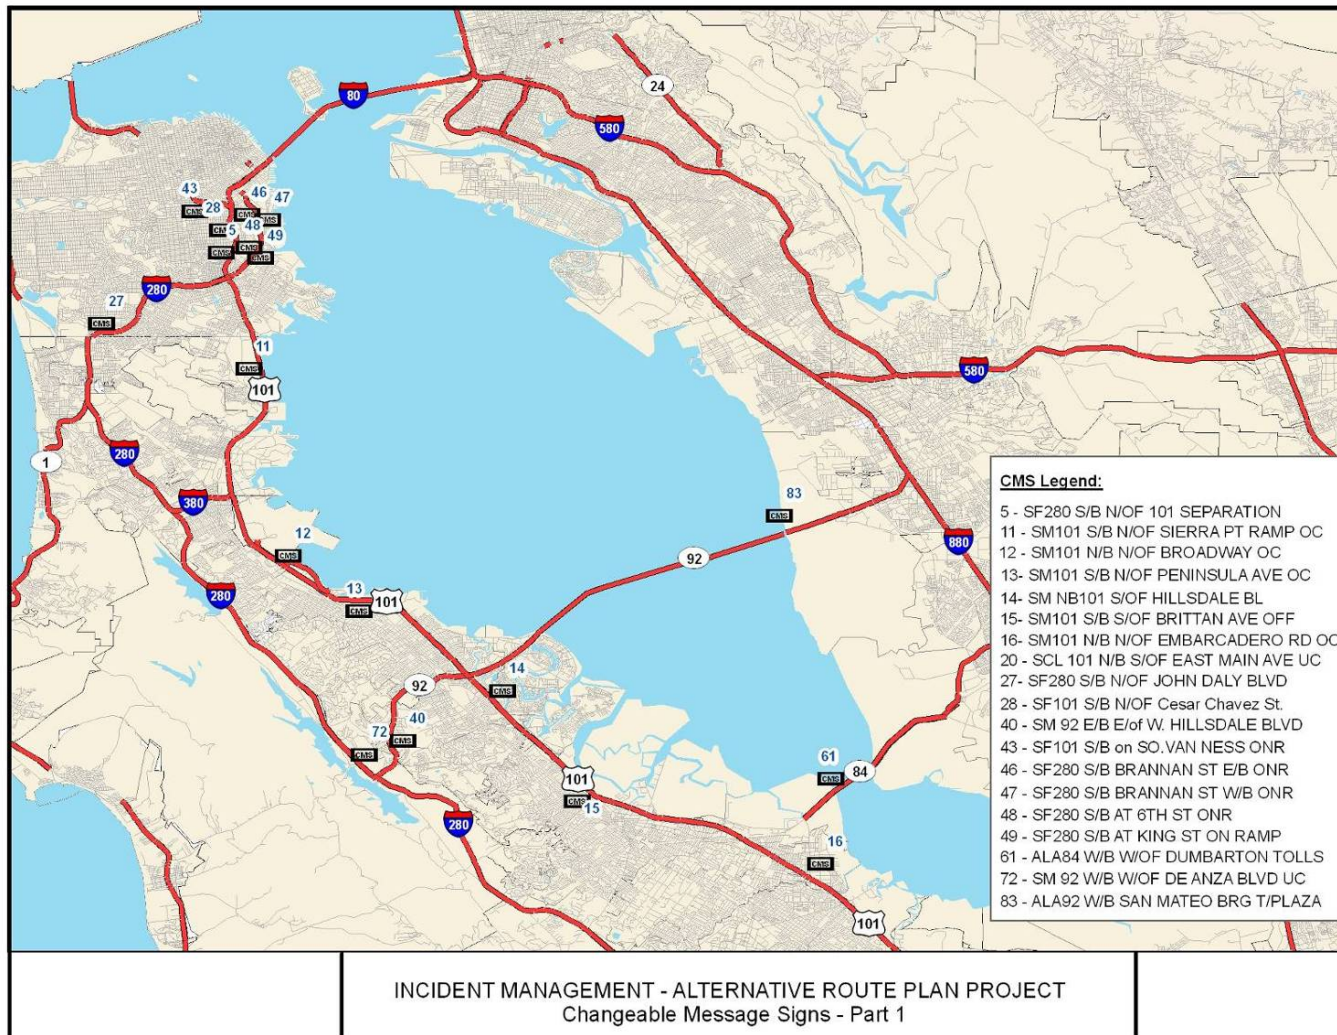 80
24
580
43
46
47
28
CMS
CMS
CMS
CMS
5
48
49
CMS
CMS
CMS
280
27
CMS
11
CMS
580
101
280
1
380
83
CMS
CMS Legend:
5 - SF280 S/B N/OF 101 SEPARATION
11 - SM101 S/B N/OF SIERRA PT RAMP OC
12 - SM101 N/B N/OF BROADWAY OC
13- SM101 S/B N/OF PENINSULA AVE OC
14- SM NB101 S/OF HILLSDALE BL
15- SM101 S/B S/OF BRITTAN AVE OFF
16- SM101 N/B N/OF EMBARCADERO RD OC
20 - SCL 101 N/B S/OF EAST MAIN AVE UC
27- SF280 S/B N/OF JOHN DALY BLVD
28 - SF101 S/B N/OF Cesar Chavez St.
40 - SM 92 E/B E/of W. HILLSDALE BLVD
43 - SF101 S/B on SO.VAN NESS ONR
46 - SF280 S/B BRANNAN ST E/B ONR
47 - SF280 S/B BRANNAN ST W/B ONR
48 - SF280 S/B AT 6TH ST ONR
49 - SF280 S/B AT KING ST ON RAMP
61 - ALA84 W/B W/OF DUMBARTON TOLLS
72 - SM 92 W/B W/OF DE ANZA BLVD UC
83 - ALA92 W/B SAN MATEO BRG T/PLAZA
12
CMS
92
880
280
13
CMS
101
14
CMS
92
40
CMS
72
CMS
101
CMS
15
61
CMS
84
280
16
CMS
101
INCIDENT MANAGEMENT - ALTERNATIVE ROUTE PLAN PROJECT
Changeable Message Signs - Part 1